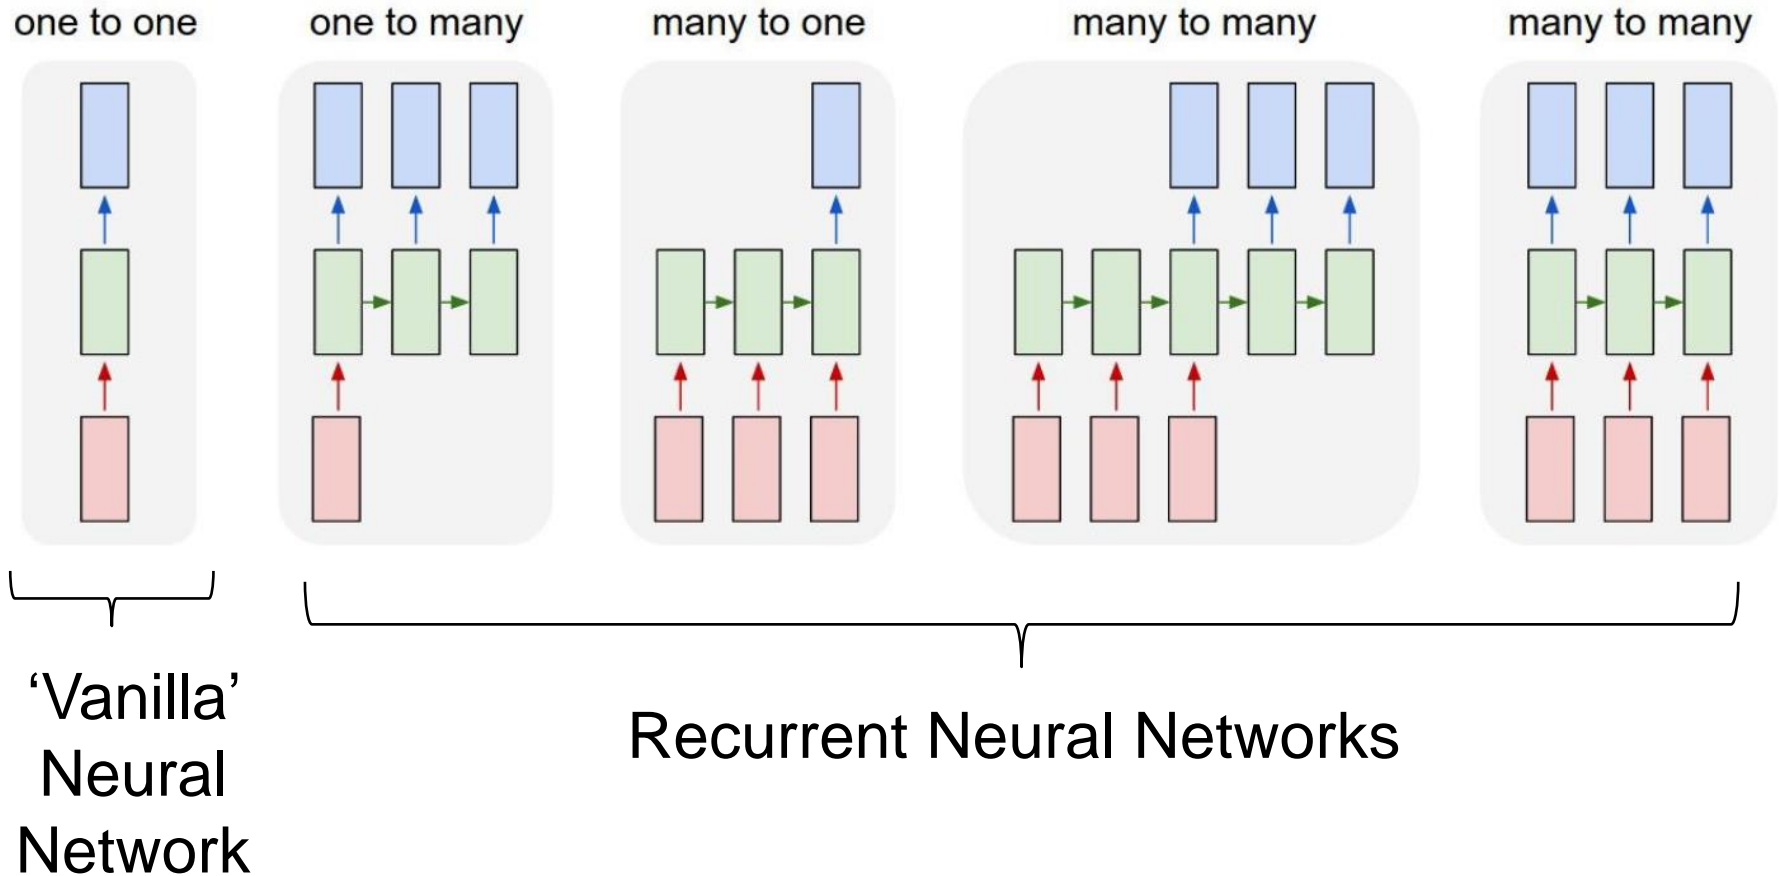 one to one
one to many
many to one
many to many
many to many
‘Vanilla’
Neural
Network
Recurrent Neural Networks